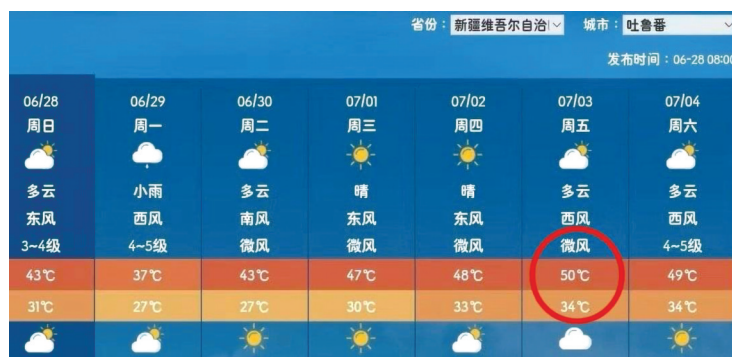 省份：新疆维吾尔自治 城市：吐鲁番
发布时间：06-28 08:00
06/28 06/29 06/30 07/01 07/02 07/03 07/04
周日 周一 周二 周三 周四 周五 周六
多云 小雨 多云 晴 晴 多云 多云
东风 西风 南风 东风 东风 西风 西风
3~4级 4~5级 微风 微风 微风 微风 4~5级
43℃ 37℃ 43℃ 47℃ 48℃ 50℃ 49℃
31℃ 27℃ 27℃ 30℃ 33℃ 34℃ 34℃